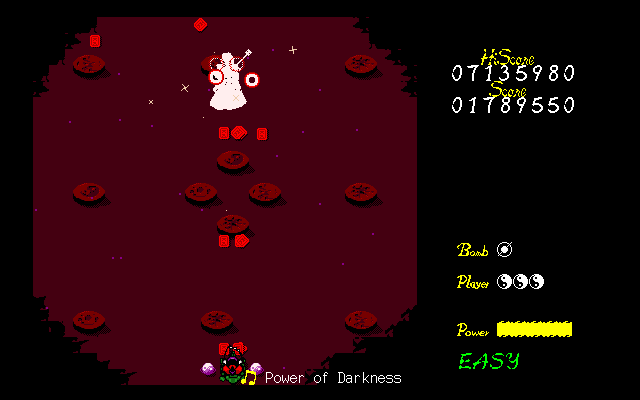 HiScore
07135980
Score
01789550
Bomb
Player
Power
EASY
♫ Power of Darkness